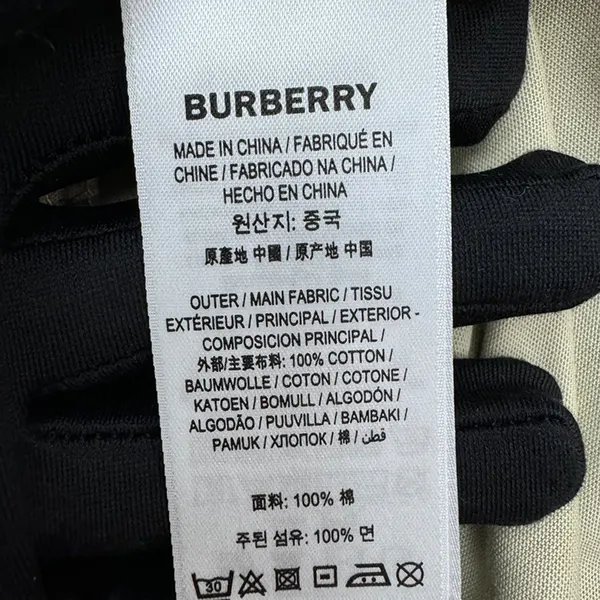 BURBERRY
MADE IN CHINA / FABRIQUÉ EN
CHINE / FABRICADO NA CHINA /
HECHO EN CHINA
원산지: 중국
原產地 中國 / 原产地 中国
OUTER / MAIN FABRIC / TISSU
EXTÉRIEUR / PRINCIPAL / EXTERIOR -
COMPOSICION PRINCIPAL /
外部/主要布料: 100% COTTON /
BAUMWOLLE / COTON / COTONE /
KATOEN / BOMULL / ALGODÓN /
ALGODÃO / PUUVILLA / BAMBAKI /
PAMUK / ХЛОПОК / 棉 / قطن /
面料: 100% 棉
주된 섬유: 100% 면
30